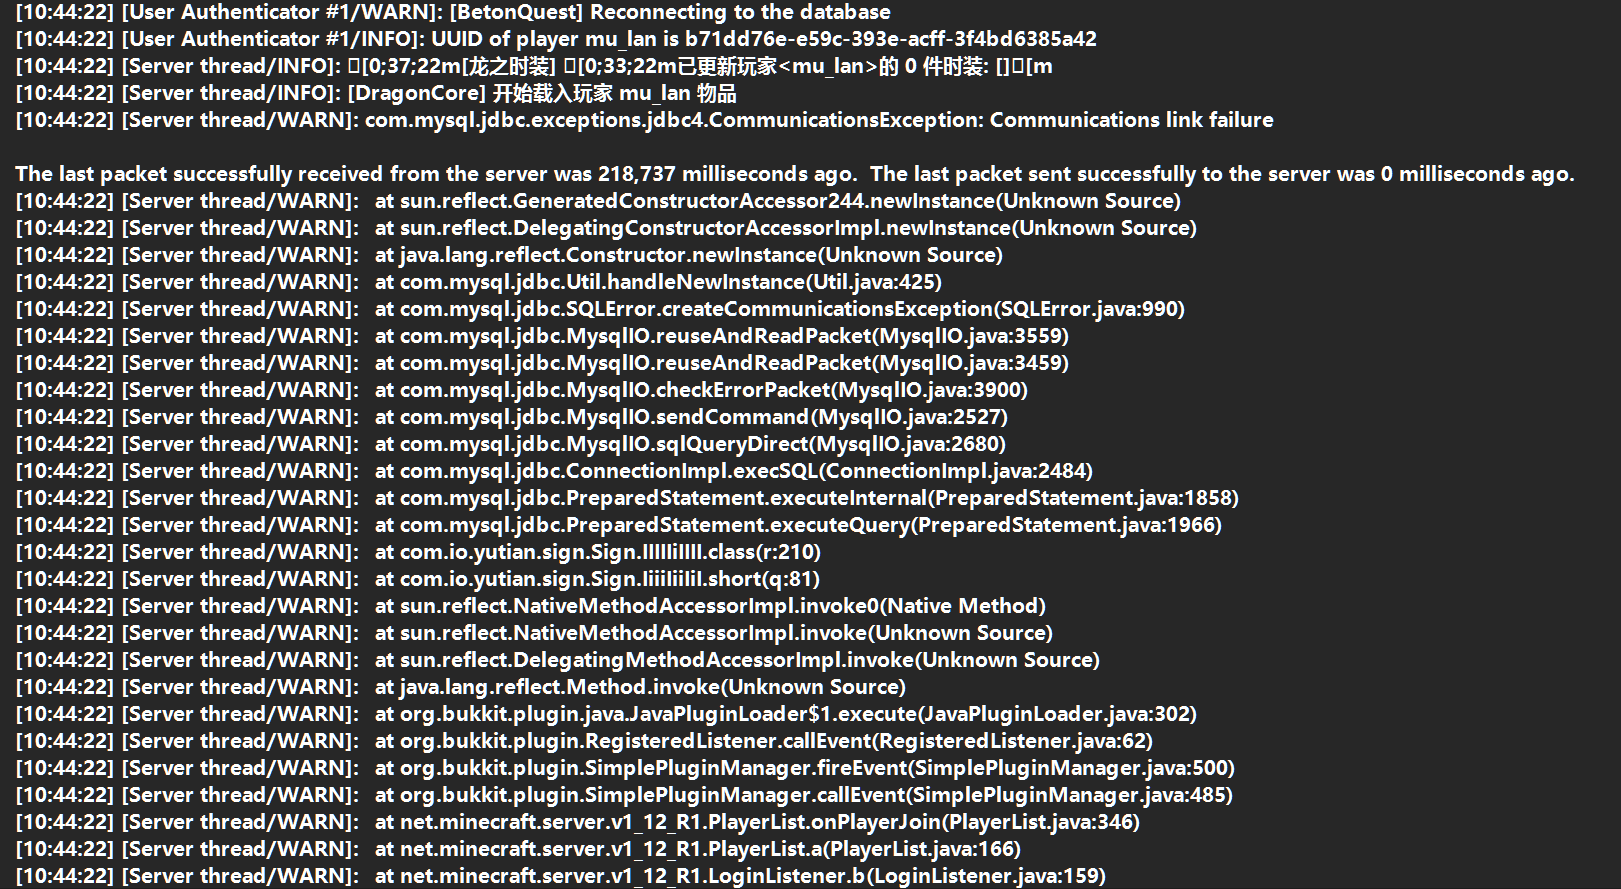 [10:44:22] [User Authenticator #1/WARN]: [BetonQuest] Reconnecting to the database
[10:44:22] [User Authenticator #1/INFO]: UUID of player mu_lan is b71dd76e-e59c-393e-acff-3f4bd6385a42
[10:44:22] [Server thread/INFO]: [0;37;22m[龙之时装] [0;33;22m已更新玩家<mu_lan>的 0 件时装: [][m
[10:44:22] [Server thread/INFO]: [DragonCore] 开始载入玩家 mu_lan 物品
[10:44:22] [Server thread/WARN]: com.mysql.jdbc.exceptions.jdbc4.CommunicationsException: Communications link failure
The last packet successfully received from the server was 218,737 milliseconds ago.  The last packet sent successfully to the server was 0 milliseconds ago.
[10:44:22] [Server thread/WARN]: at sun.reflect.GeneratedConstructorAccessor244.newInstance(Unknown Source)
[10:44:22] [Server thread/WARN]: at sun.reflect.DelegatingConstructorAccessorImpl.newInstance(Unknown Source)
[10:44:22] [Server thread/WARN]: at java.lang.reflect.Constructor.newInstance(Unknown Source)
[10:44:22] [Server thread/WARN]: at com.mysql.jdbc.Util.handleNewInstance(Util.java:425)
[10:44:22] [Server thread/WARN]: at com.mysql.jdbc.SQLError.createCommunicationsException(SQLError.java:990)
[10:44:22] [Server thread/WARN]: at com.mysql.jdbc.MysqlIO.reuseAndReadPacket(MysqlIO.java:3559)
[10:44:22] [Server thread/WARN]: at com.mysql.jdbc.MysqlIO.reuseAndReadPacket(MysqlIO.java:3459)
[10:44:22] [Server thread/WARN]: at com.mysql.jdbc.MysqlIO.checkErrorPacket(MysqlIO.java:3900)
[10:44:22] [Server thread/WARN]: at com.mysql.jdbc.MysqlIO.sendCommand(MysqlIO.java:2527)
[10:44:22] [Server thread/WARN]: at com.mysql.jdbc.MysqlIO.sqlQueryDirect(MysqlIO.java:2680)
[10:44:22] [Server thread/WARN]: at com.mysql.jdbc.ConnectionImpl.execSQL(ConnectionImpl.java:2484)
[10:44:22] [Server thread/WARN]: at com.mysql.jdbc.PreparedStatement.executeInternal(PreparedStatement.java:1858)
[10:44:22] [Server thread/WARN]: at com.mysql.jdbc.PreparedStatement.executeQuery(PreparedStatement.java:1966)
[10:44:22] [Server thread/WARN]: at
[10:44:22] [Server thread/WARN]: at
[10:44:22] [Server thread/WARN]: at sun.reflect.NativeMethodAccessorImpl.invoke0(Native Method)
[10:44:22] [Server thread/WARN]: at sun.reflect.NativeMethodAccessorImpl.invoke(Unknown Source)
[10:44:22] [Server thread/WARN]: at sun.reflect.DelegatingMethodAccessorImpl.invoke(Unknown Source)
[10:44:22] [Server thread/WARN]: at java.lang.reflect.Method.invoke(Unknown Source)
[10:44:22] [Server thread/WARN]: at org.bukkit.plugin.java.JavaPluginLoader$1.execute(JavaPluginLoader.java:302)
[10:44:22] [Server thread/WARN]: at org.bukkit.plugin.RegisteredListener.callEvent(RegisteredListener.java:62)
[10:44:22] [Server thread/WARN]: at org.bukkit.plugin.SimplePluginManager.fireEvent(SimplePluginManager.java:500)
[10:44:22] [Server thread/WARN]: at org.bukkit.plugin.SimplePluginManager.callEvent(SimplePluginManager.java:485)
[10:44:22] [Server thread/WARN]: at net.minecraft.server.v1_12_R1.PlayerList.onPlayerJoin(PlayerList.java:346)
[10:44:22] [Server thread/WARN]: at net.minecraft.server.v1_12_R1.PlayerList.a(PlayerList.java:166)
[10:44:22] [Server thread/WARN]: at net.minecraft.server.v1_12_R1.LoginListener.b(LoginListener.java:159)